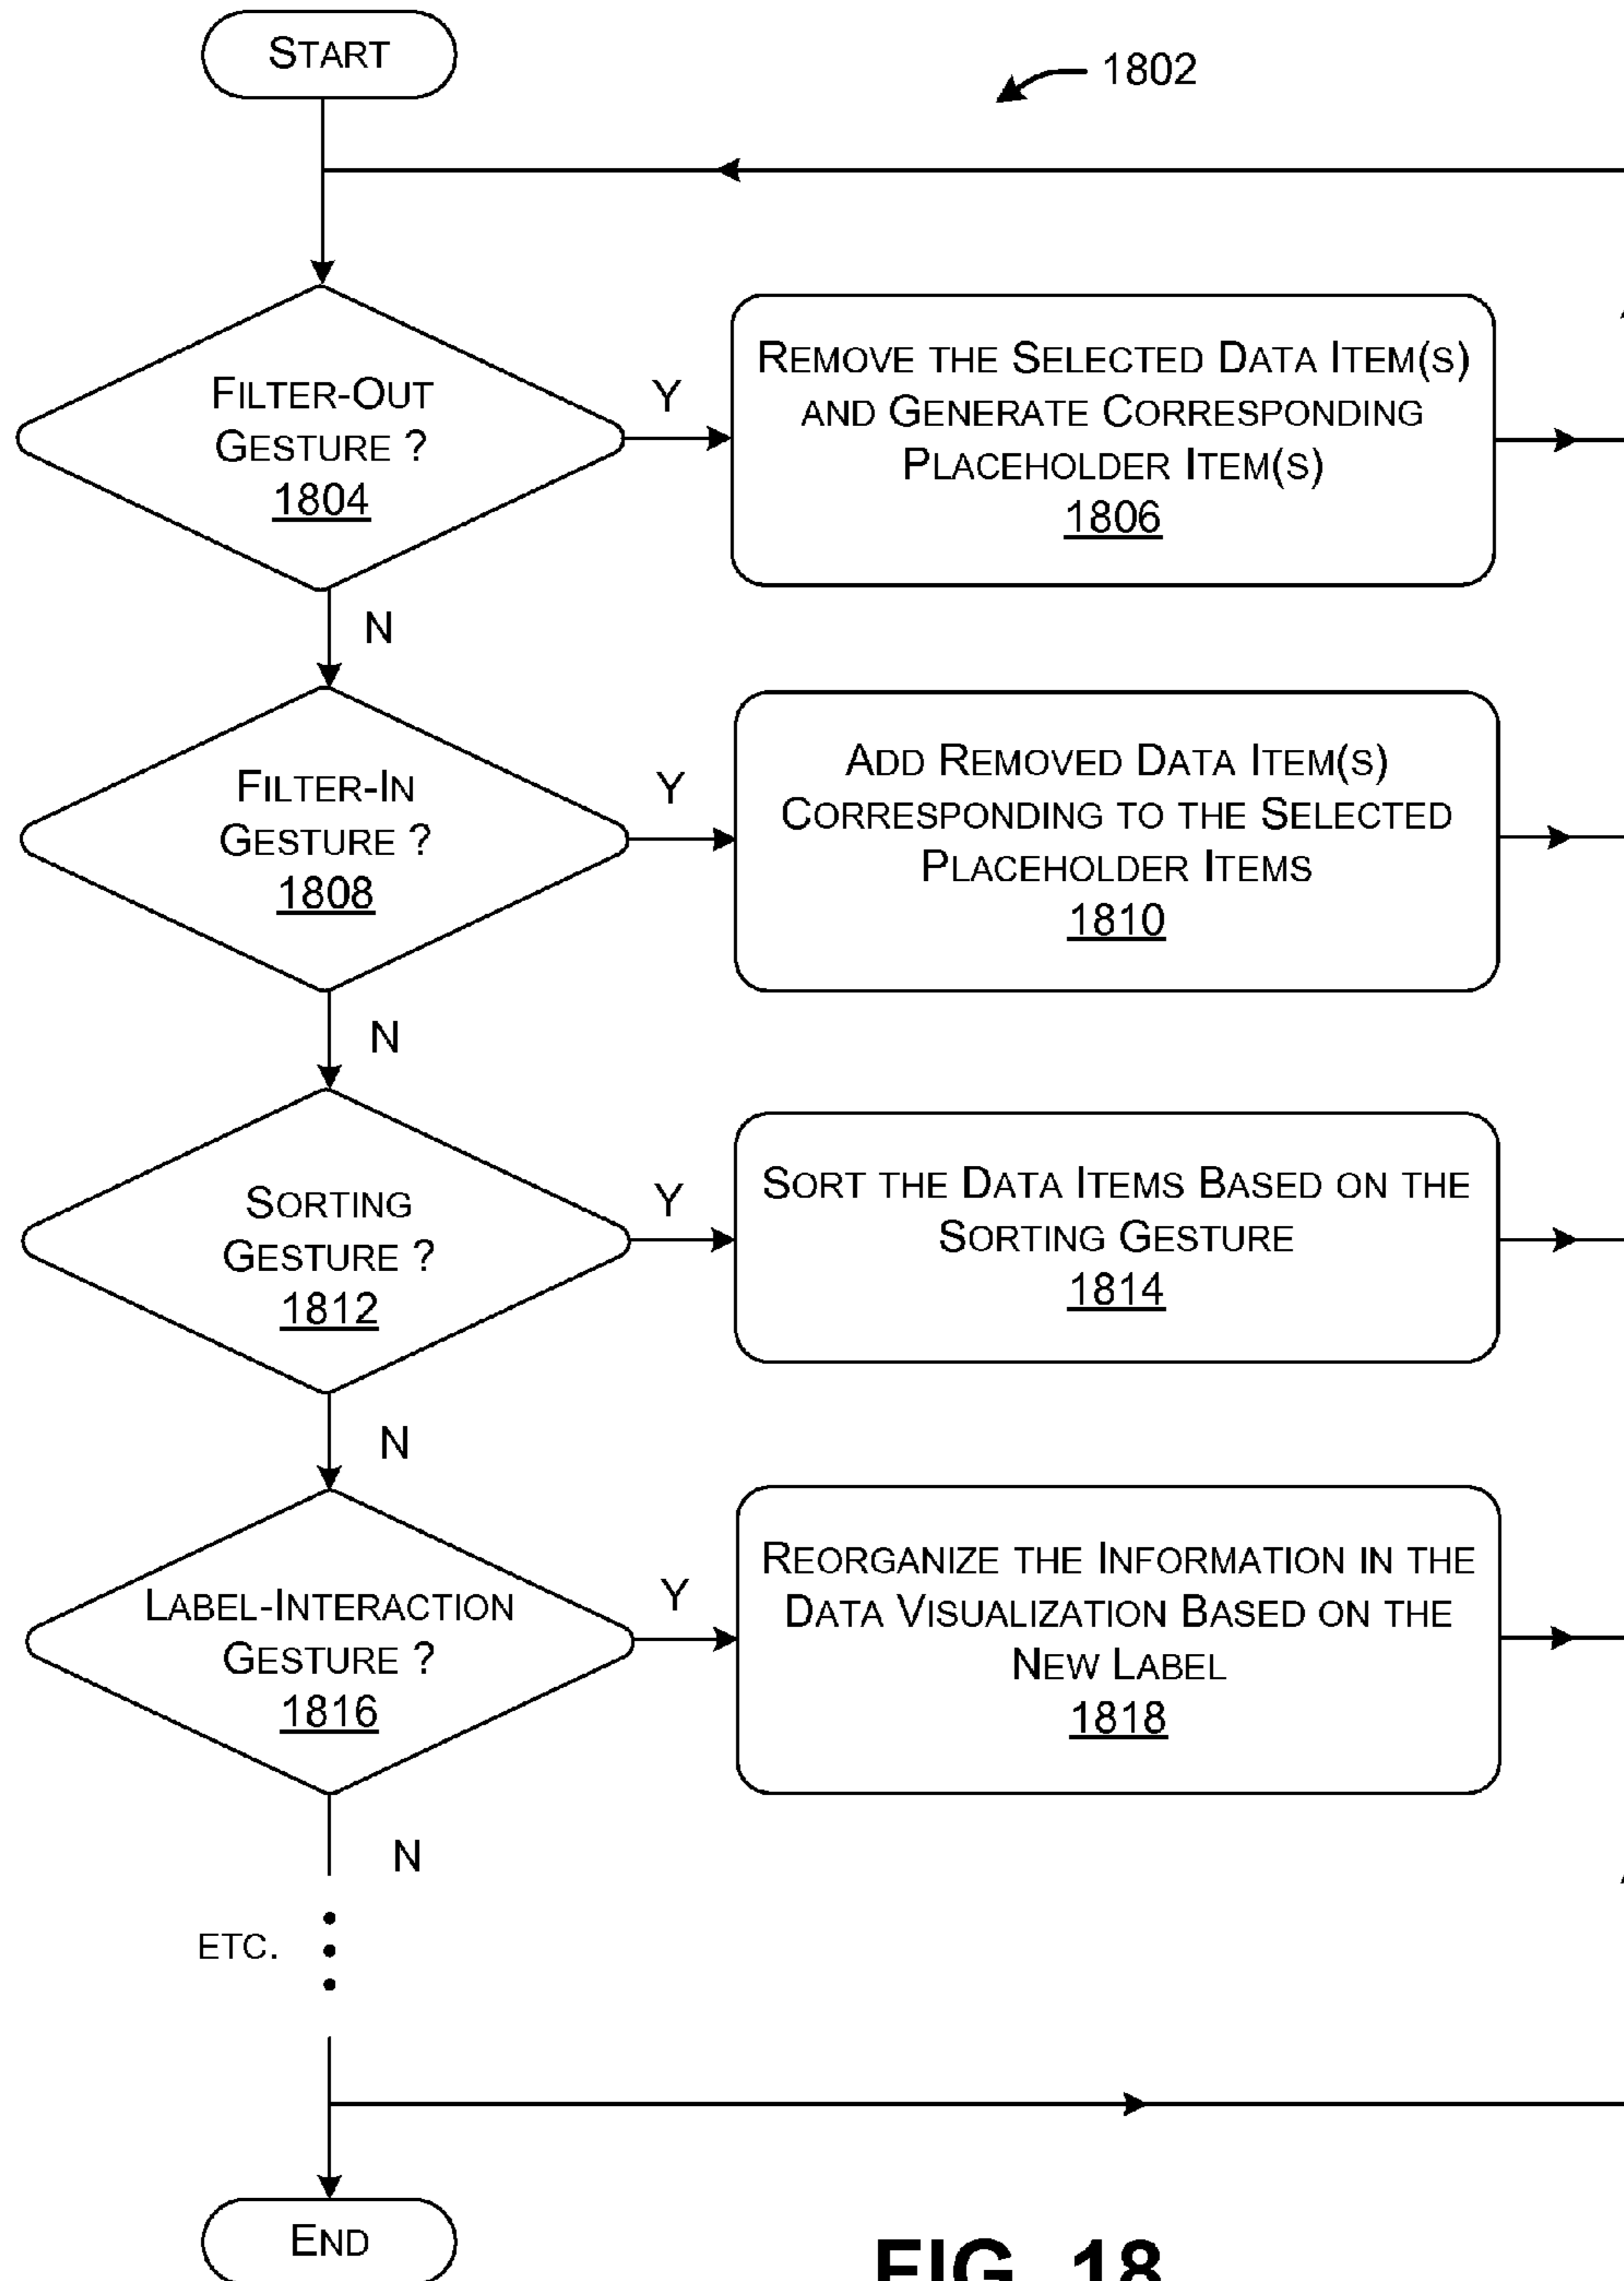 START
1802
FILTER-OUT
GESTURE ?
1804
Y
REMOVE THE SELECTED DATA ITEM(S)
AND GENERATE CORRESPONDING
PLACEHOLDER ITEM(S)
1806
N
FILTER-IN
GESTURE ?
1808
Y
ADD REMOVED DATA ITEM(S)
CORRESPONDING TO THE SELECTED
PLACEHOLDER ITEMS
1810
N
SORTING
GESTURE ?
1812
Y
SORT THE DATA ITEMS BASED ON THE
SORTING GESTURE
1814
N
LABEL-INTERACTION
GESTURE ?
1816
Y
REORGANIZE THE INFORMATION IN THE
DATA VISUALIZATION BASED ON THE
NEW LABEL
1818
N
ETC.
END
FIG. 18